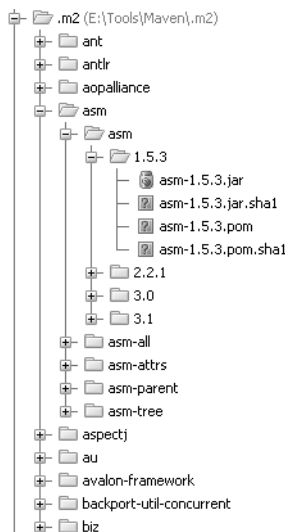 .m2 (E:\Tools\Maven\.m2)
ant
antlr
aopalliance
asm
asm
1.5.3
asm-1.5.3.jar
asm-1.5.3.jar.sha1
asm-1.5.3.pom
asm-1.5.3.pom.sha1
2.2.1
3.0
3.1
asm-all
asm-attrs
asm-parent
asm-tree
aspectj
au
avalon-framework
backport-util-concurrent
biz